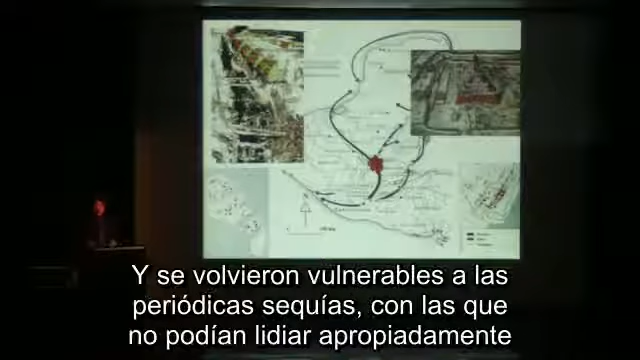 Y se volvieron vulnerables a las
periódicas sequías, con las que
no podían lidiar apropiadamente